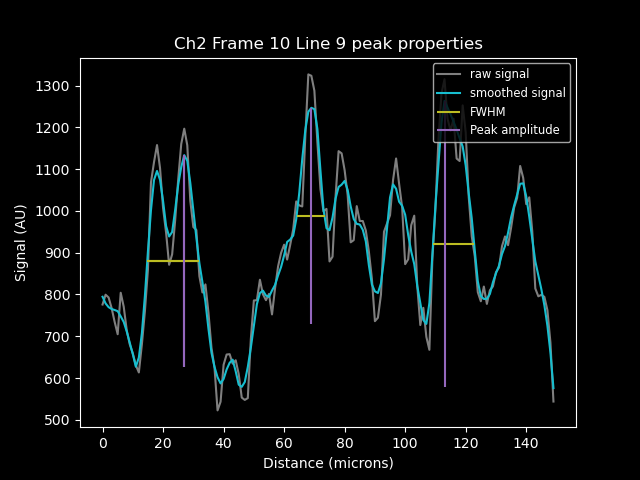 Ch2 Frame 10 Line 9 peak properties
raw signal
smoothed signal
FWHM
Peak amplitude
Signal (AU)
1300
1200
1100
1000
900
800
700
600
500
0 20 40 60 80 100 120 140
Distance (microns)